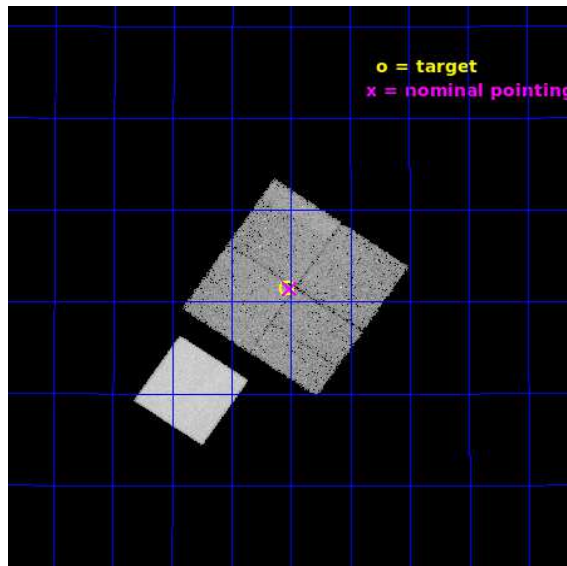 o = target
x = nominal pointing